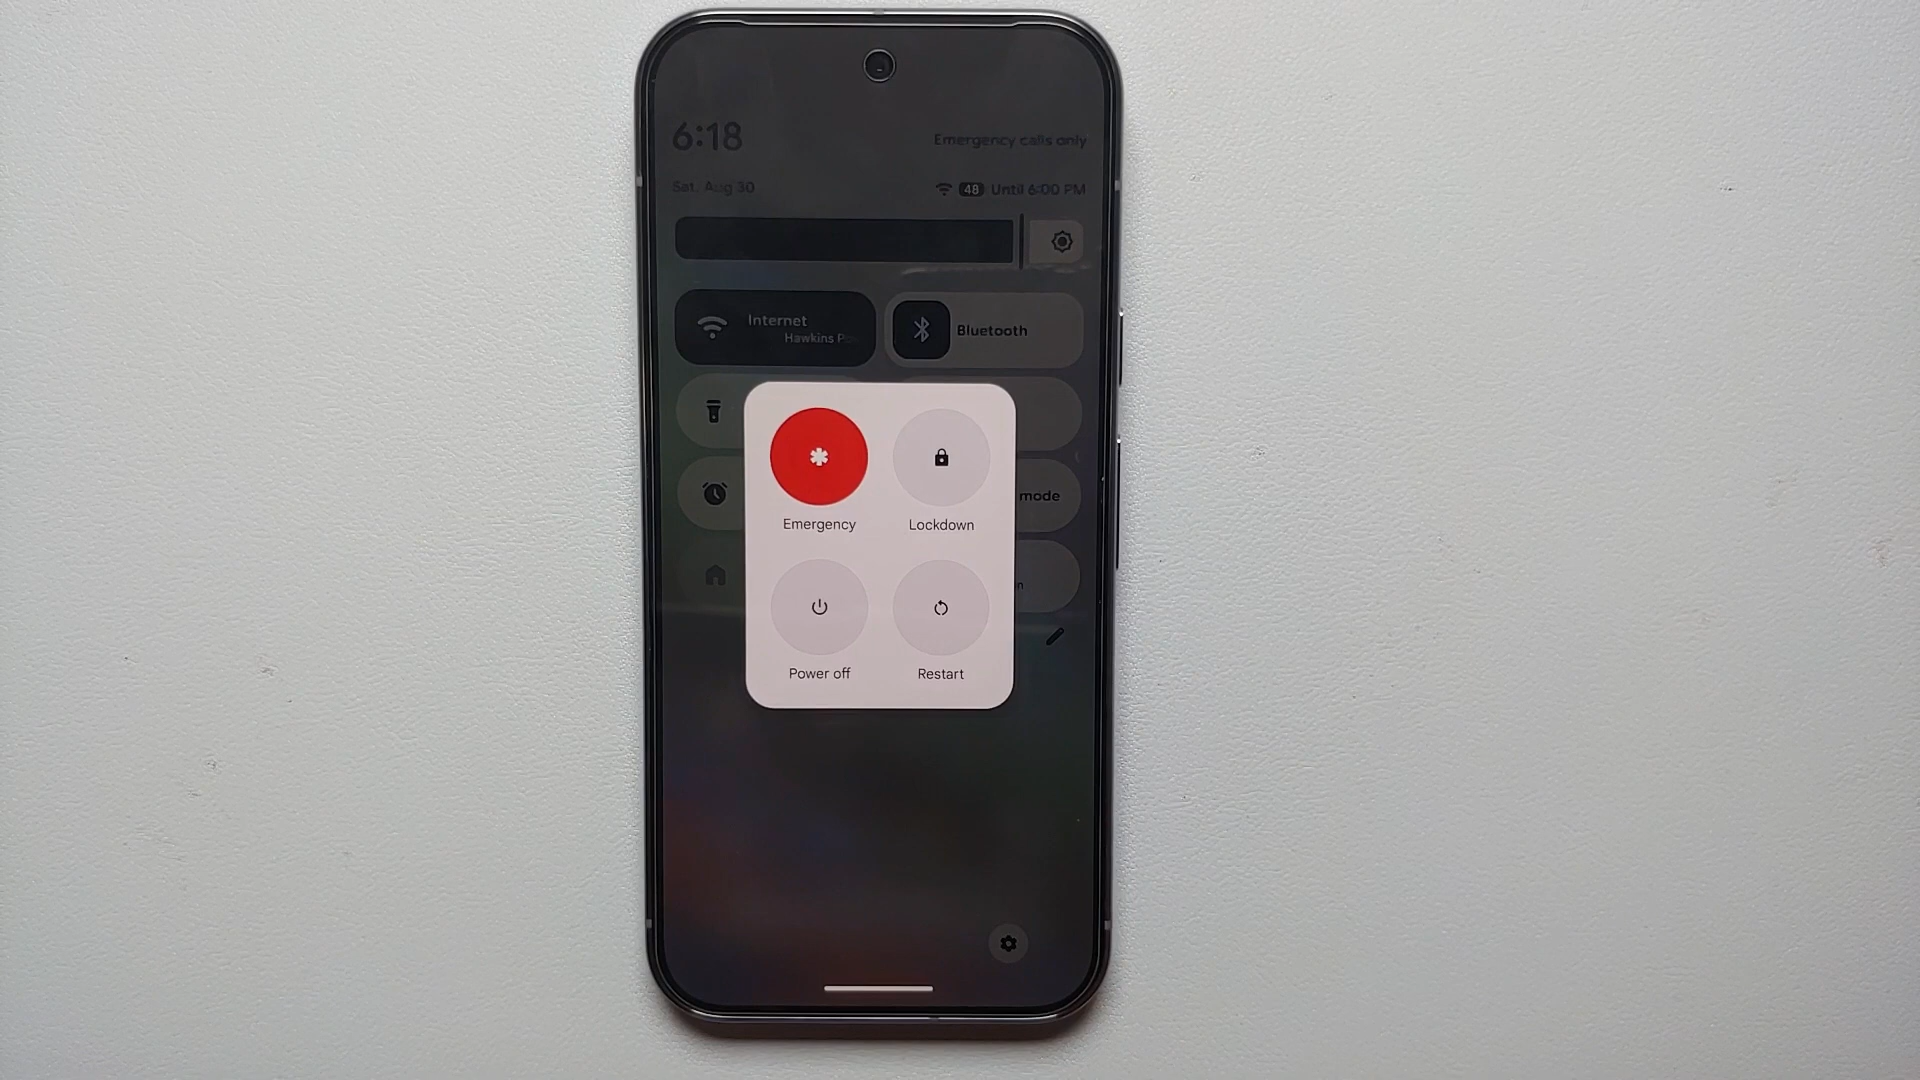 6:18
Emergency calls only
Sat, Aug 30
48 Until 6:00 PM
Internet
Hawkins
Bluetooth
mode
Emergency
Lockdown
Power off
Restart